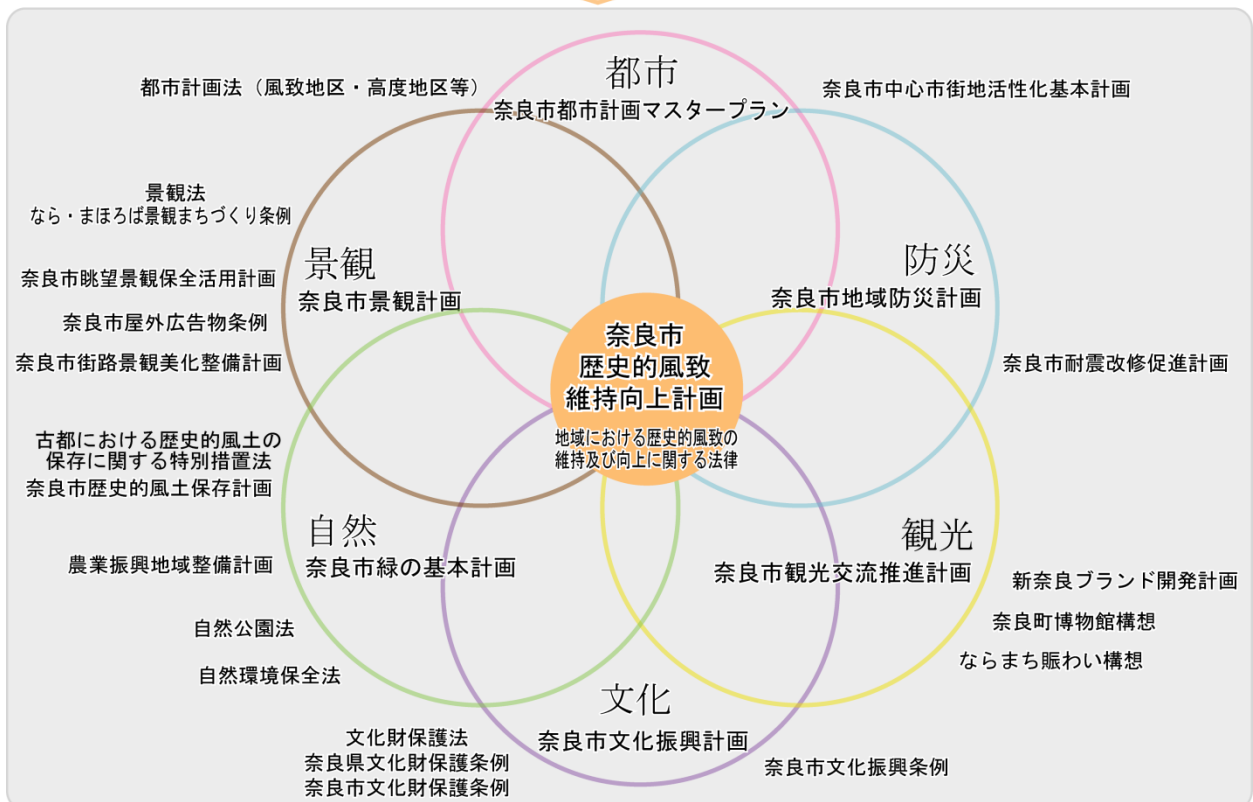 都市
奈良市都市計画マスタープラン
都市計画法（風致地区・高度地区等）
奈良市中心市街地活性化基本計画
景観法
なら・まほろば景観まちづくり条例
景観
奈良市景観計画
奈良市眺望景観保全活用計画
奈良市屋外広告物条例
奈良市街路景観美化整備計画
防災
奈良市地域防災計画
奈良市耐震改修促進計画
奈良市
歴史的風致
維持向上計画
地域における歴史的風致の
維持及び向上に関する法律
古都における歴史的風土の
保存に関する特別措置法
奈良市歴史的風土保存計画
自然
奈良市緑の基本計画
農業振興地域整備計画
自然公園法
自然環境保全法
観光
奈良市観光交流推進計画
新奈良ブランド開発計画
奈良町博物館構想
ならまち賑わい構想
文化
奈良市文化振興計画
文化財保護法
奈良県文化財保護条例
奈良市文化財保護条例
奈良市文化振興条例